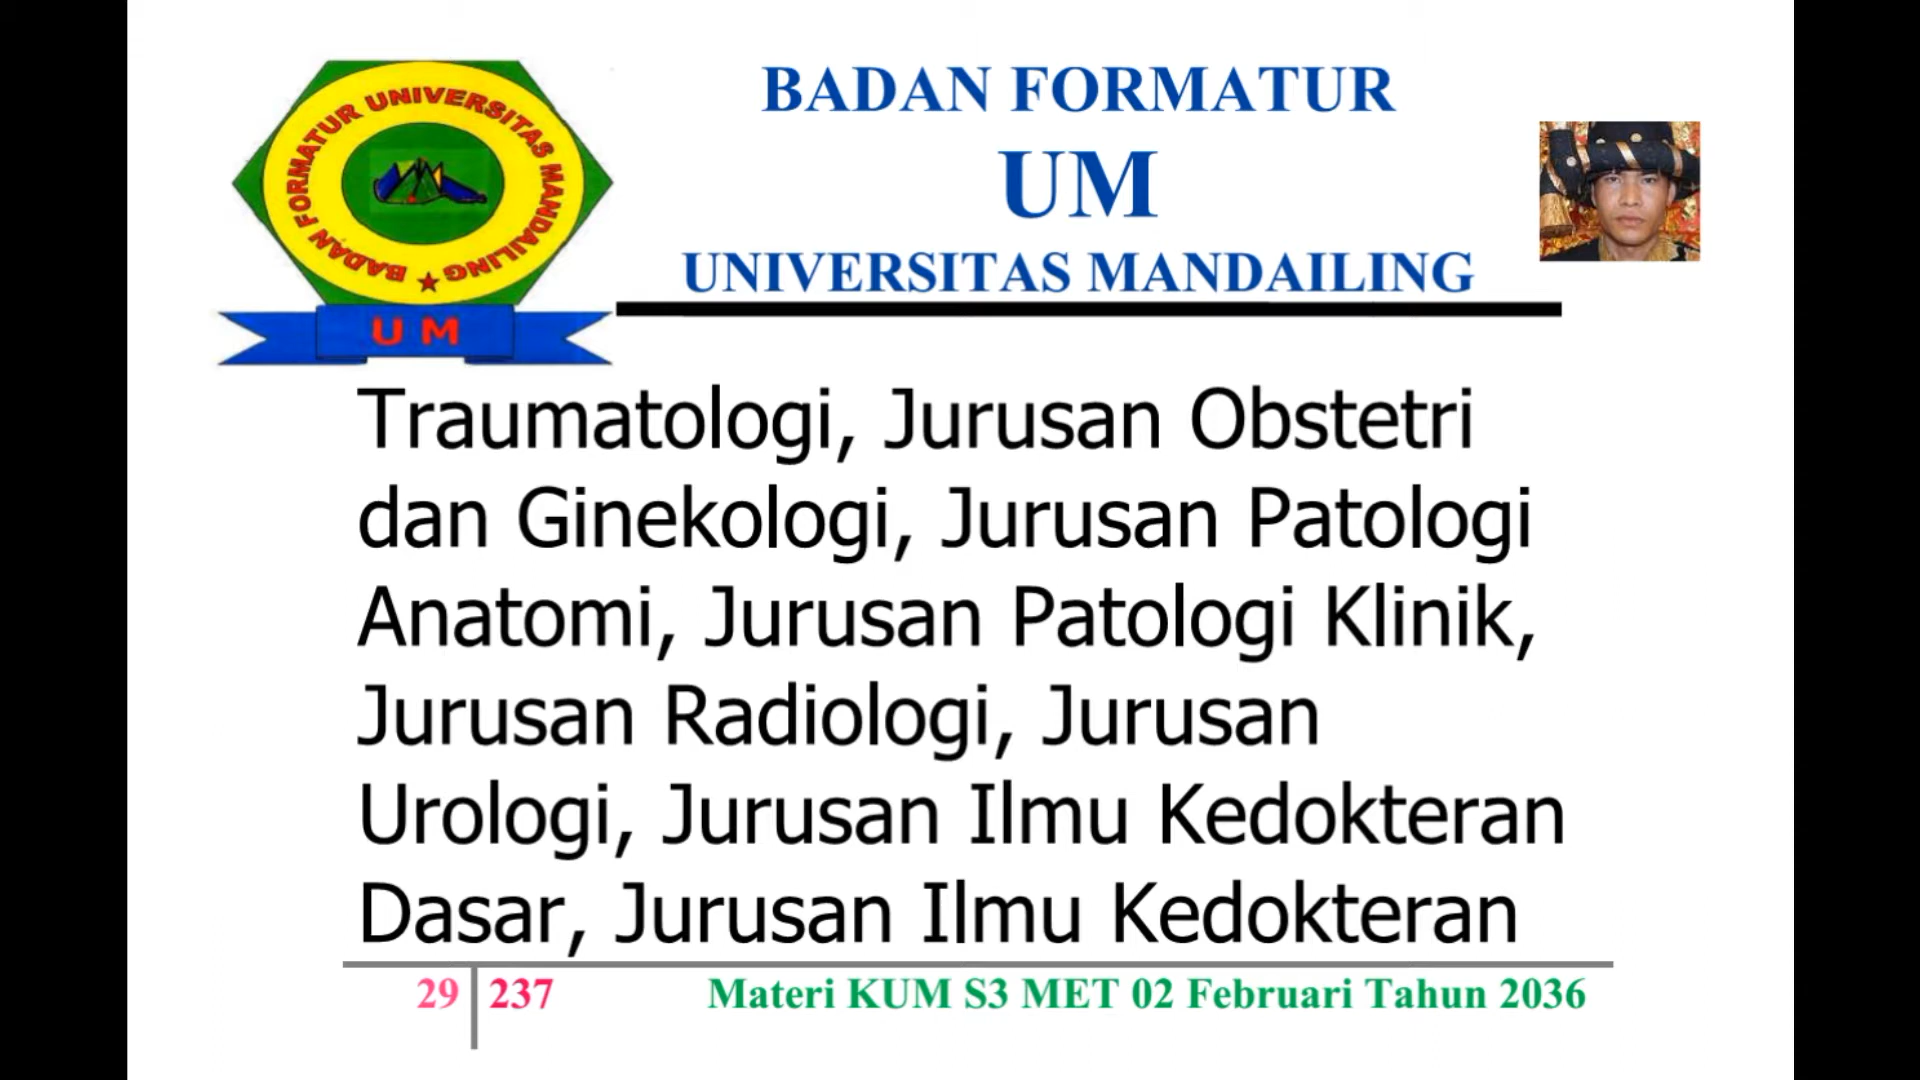 BADAN FORMATUR UNIVERSITAS MANDAILING
U M
BADAN FORMATUR
UM
UNIVERSITAS MANDAILING
Traumatologi, Jurusan Obstetri
dan Ginekologi, Jurusan Patologi
Anatomi, Jurusan Patologi Klinik,
Jurusan Radiologi, Jurusan
Urologi, Jurusan Ilmu Kedokteran
Dasar, Jurusan Ilmu Kedokteran
29 237 Materi KUM S3 MET 02 Februari Tahun 2036